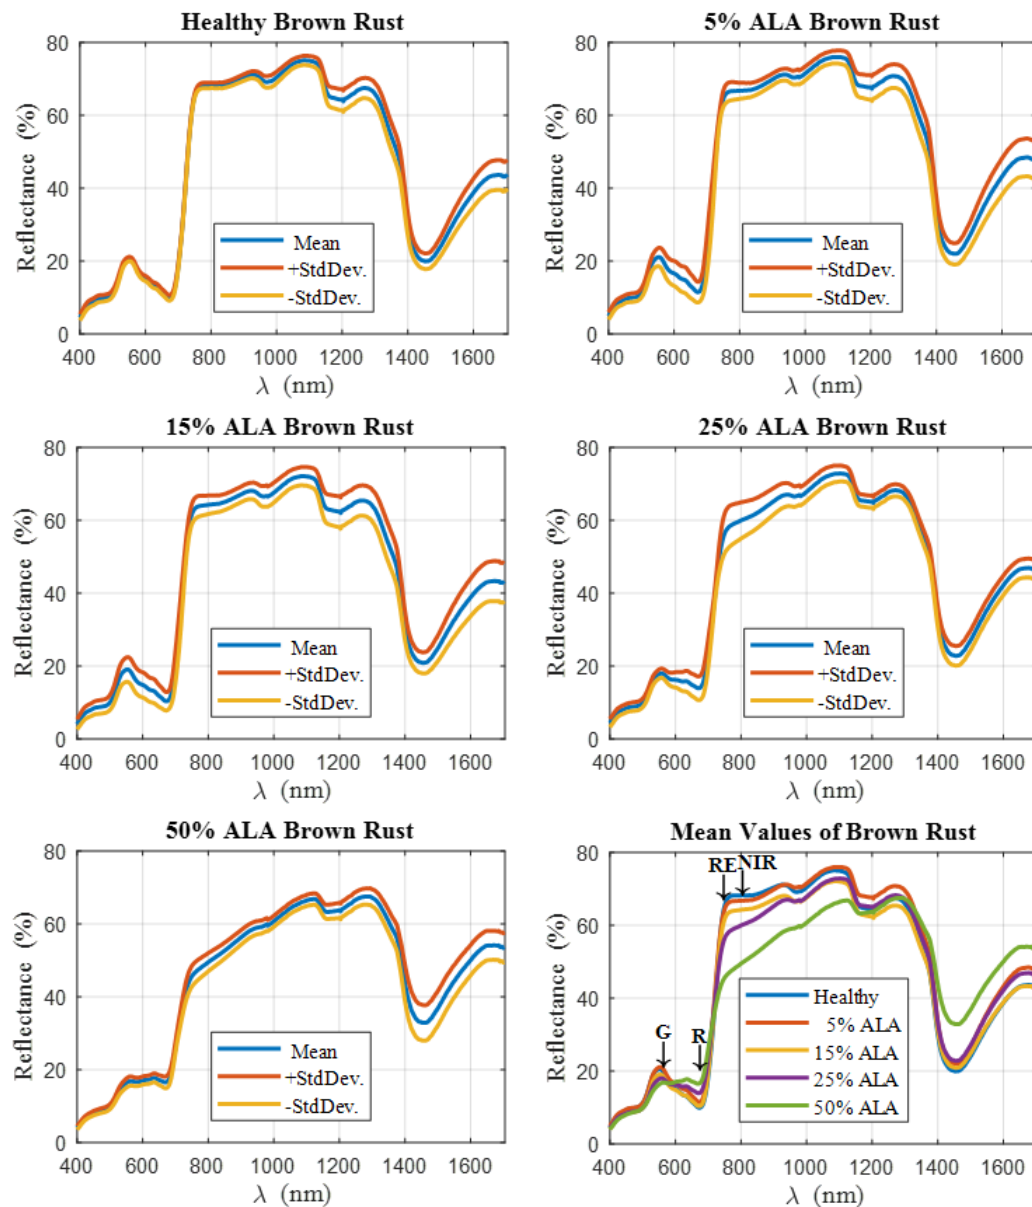 Healthy Brown Rust
80
60
40
20
0
Reflectance (%)
Mean
+StdDev.
-StdDev.
400 600 800 1000 1200 1400 1600
λ (nm)
5% ALA Brown Rust
80
60
40
20
0
Reflectance (%)
Mean
+StdDev.
-StdDev.
400 600 800 1000 1200 1400 1600
λ (nm)
15% ALA Brown Rust
80
60
40
20
0
Reflectance (%)
Mean
+StdDev.
-StdDev.
400 600 800 1000 1200 1400 1600
λ (nm)
25% ALA Brown Rust
80
60
40
20
0
Reflectance (%)
Mean
+StdDev.
-StdDev.
400 600 800 1000 1200 1400 1600
λ (nm)
50% ALA Brown Rust
80
60
40
20
0
Reflectance (%)
Mean
+StdDev.
-StdDev.
400 600 800 1000 1200 1400 1600
λ (nm)
Mean Values of Brown Rust
80
60
40
20
0
Reflectance (%)
RE NIR
G R
Healthy
5% ALA
15% ALA
25% ALA
50% ALA
400 600 800 1000 1200 1400 1600
λ (nm)